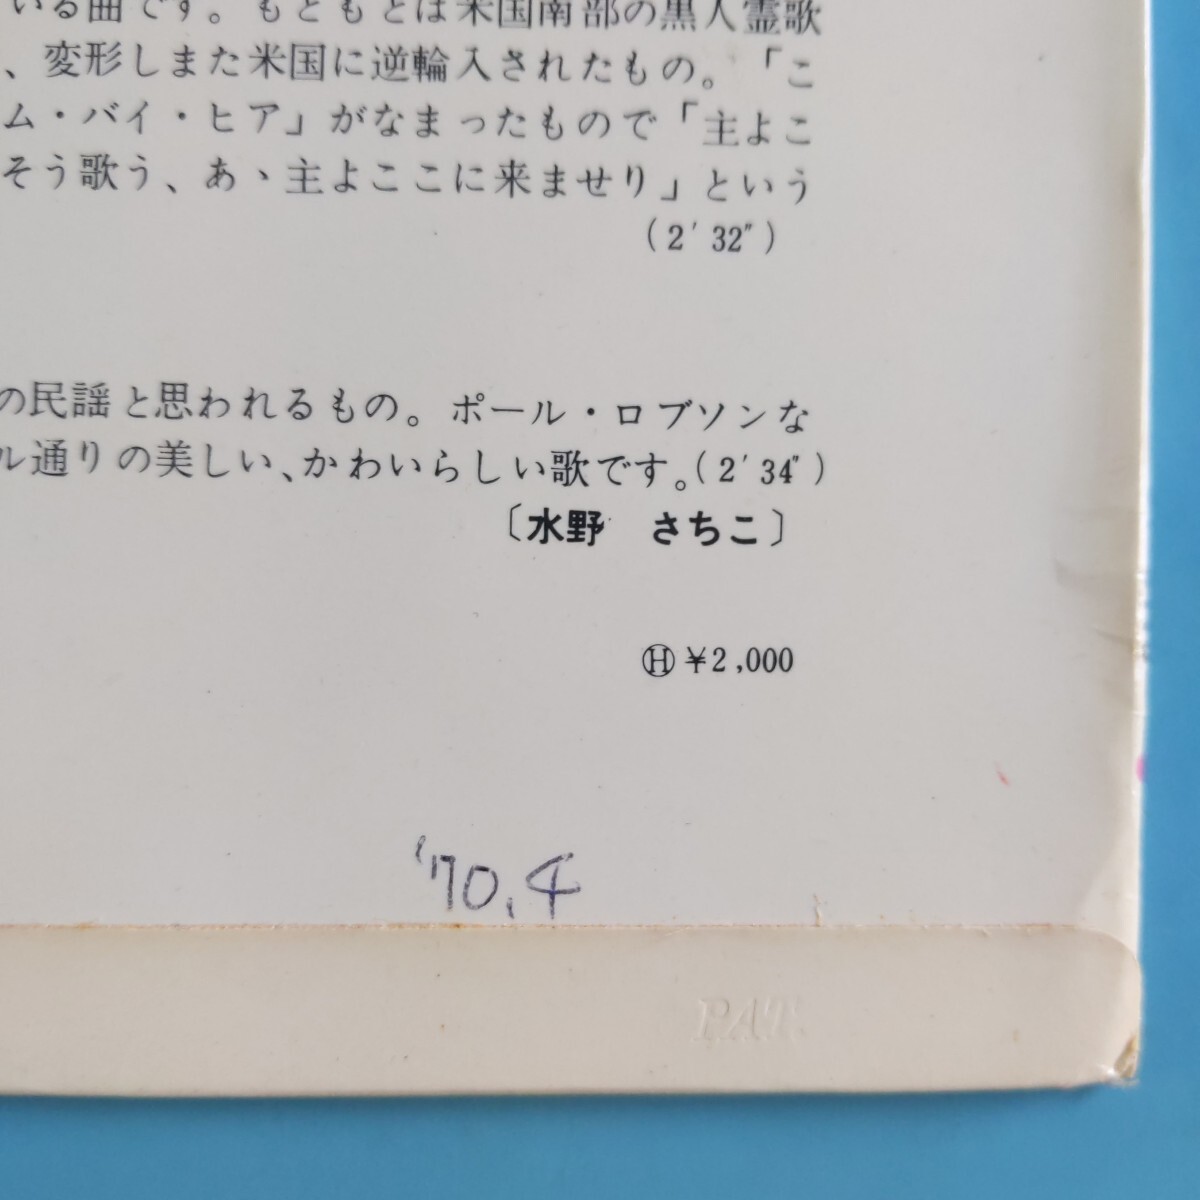 いる曲です。もともとは米国南部の黒人霊歌
、変形しまた米国に逆輸入されたもの。「こ
ム・バイ・ヒア」がなまったもので「主よこ
そう歌う、あゝ主よここに来ませり」という
(2′32″)
の民謡と思われるもの。ポール・ロブソンな
ル通りの美しい、かわいらしい歌です。(2′34″)
〔水野 さちこ〕
Ⓗ ¥2,000
'70.4
PAT.